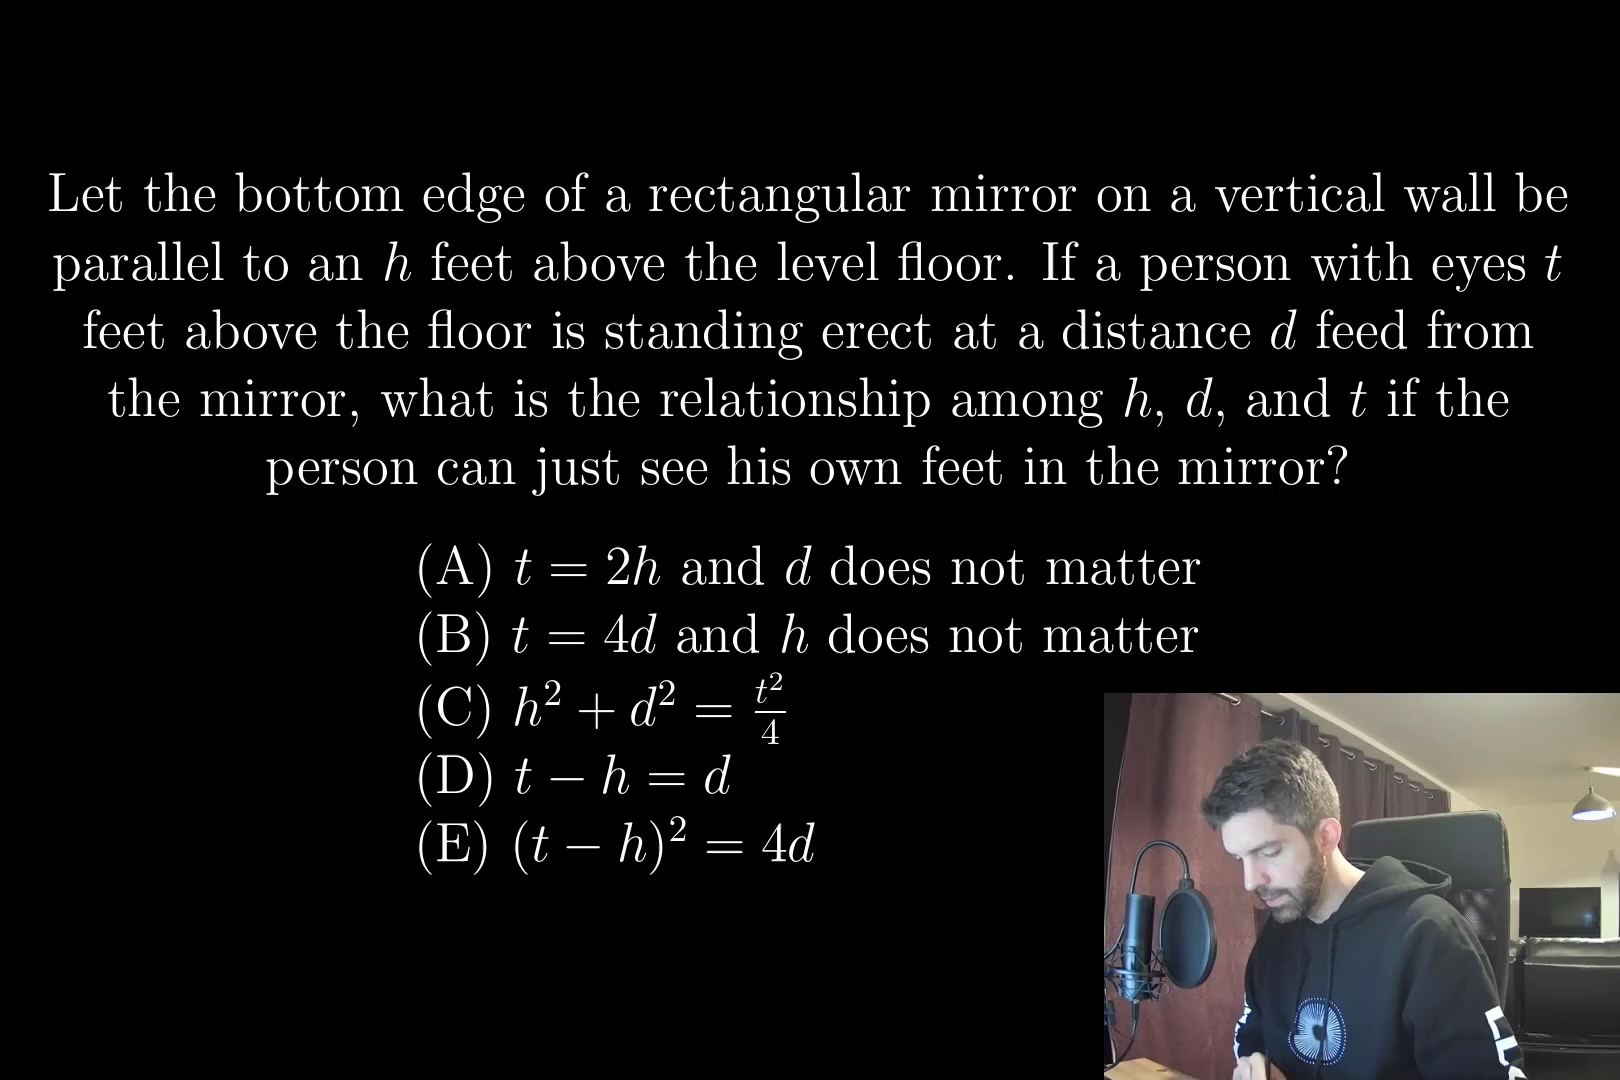 Let the bottom edge of a rectangular mirror on a vertical wall be
parallel to an h feet above the level floor. If a person with eyes t
feet above the floor is standing erect at a distance d feed from
the mirror, what is the relationship among h, d, and t if the
person can just see his own feet in the mirror?
(A) t = 2h and d does not matter
(B) t = 4d and h does not matter
(C) h² + d² = t²/4
(D) t − h = d
(E) (t − h)² = 4d